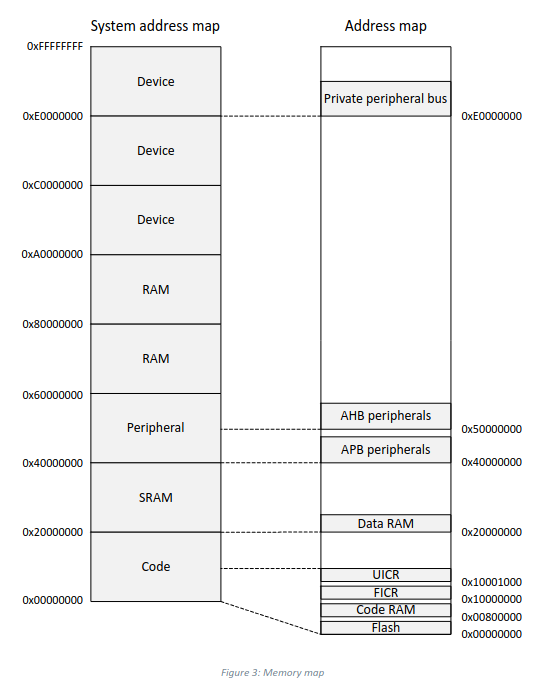 System address map
Address map
0xFFFFFFFF
Device
Private peripheral bus
0xE0000000
0xE0000000
Device
0xC0000000
Device
0xA0000000
RAM
0x80000000
RAM
0x60000000
AHB peripherals
Peripheral
0x50000000
APB peripherals
0x40000000
0x40000000
SRAM
Data RAM
0x20000000
0x20000000
Code
UICR
0x10001000
FICR
0x10000000
0x00000000
Code RAM
0x00800000
Flash
0x00000000
Figure 3: Memory map